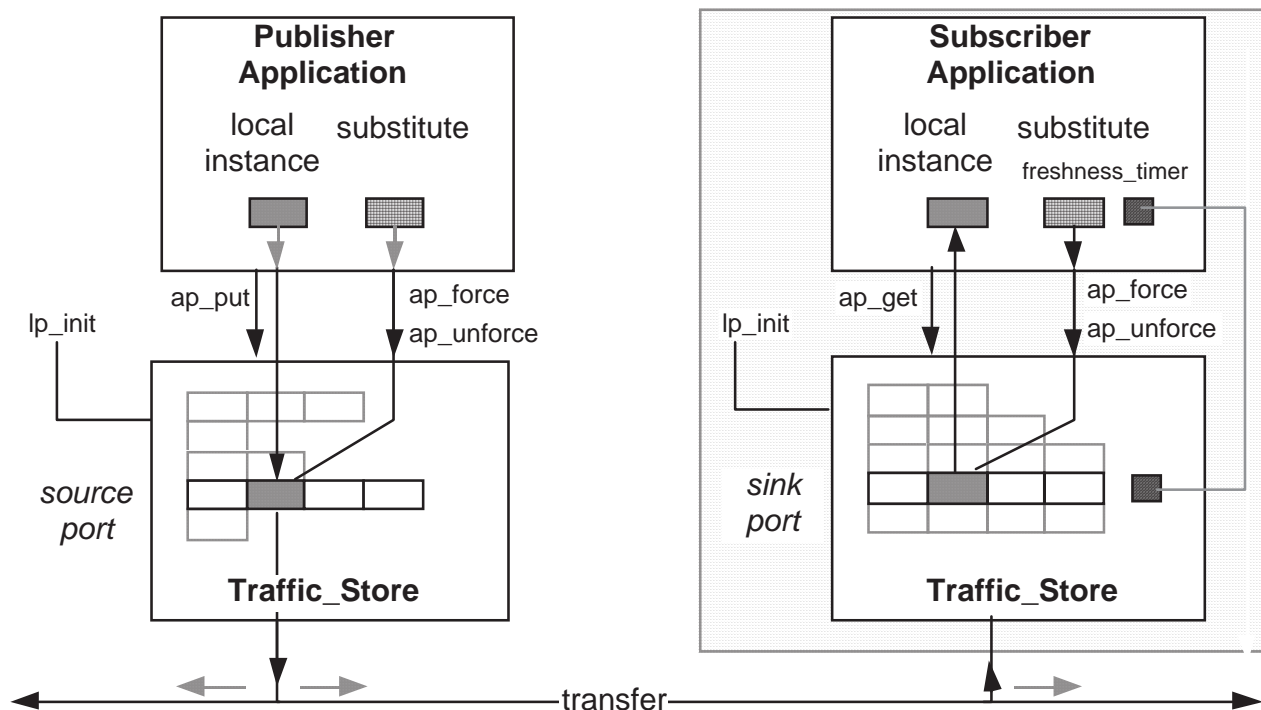 Publisher
Application
local
instance
substitute
ap_put
ap_force
ap_unforce
lp_init
source
port
Traffic_Store
Subscriber
Application
local
instance
substitute
freshness_timer
ap_get
ap_force
ap_unforce
lp_init
sink
port
Traffic_Store
transfer